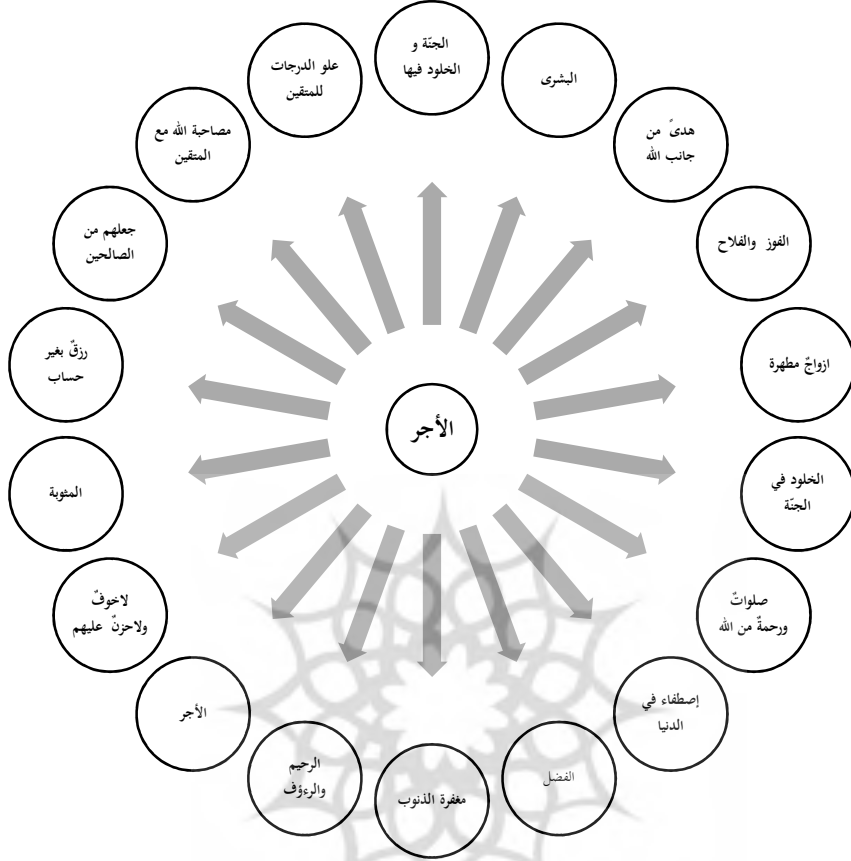 الجنّة و
الخلود فيها
البشرى
هدىً من
جانب الله
الفوز والفلاح
ازواجٌ مطهرة
الخلود في
الجنّة
صلواتٌ
ورحمةٌ من الله
إصطفاء في
الدنيا
الفضل
مغفرة الذنوب
الرحيم
والرءوف
الأجر
لاخوفٌ
ولاحزنٌ عليهم
المثوبة
رزقٌ بغير
حساب
جعلهم من
الصالحين
مصاحبة الله مع
المتقين
علو الدرجات
للمتقين
الأجر